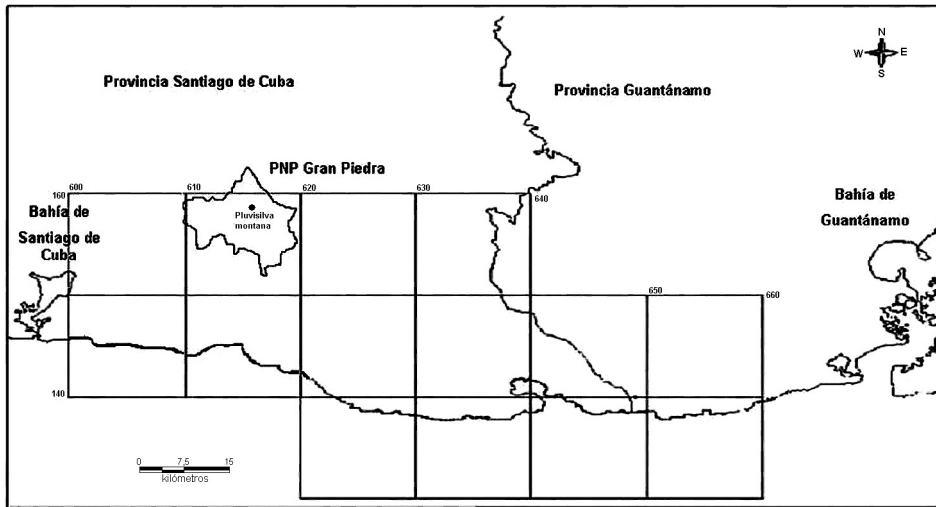 N
W E
S
Provincia Santiago de Cuba
Provincia Guantánamo
PNP Gran Piedra
600
610
620
630
160
640
Pluvisilva
montana
Bahía de
Santiago de
Cuba
Bahía de
Guantánamo
650
660
140
0 7,5 15
kilómetros